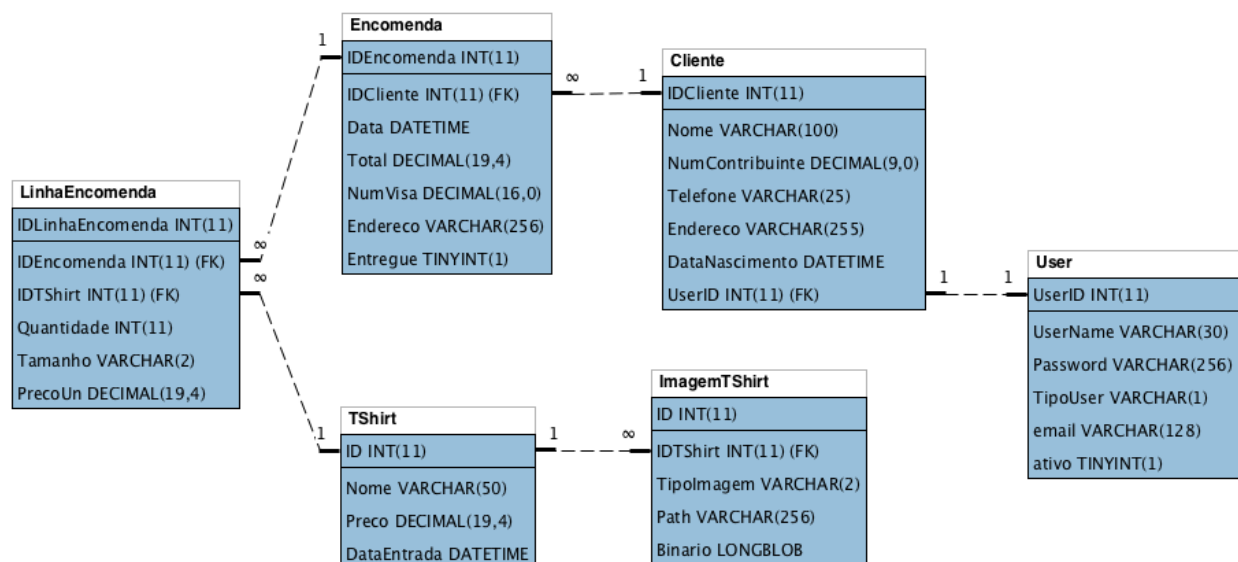 Encomenda
IDEncomenda INT(11)
IDCliente INT(11) (FK)
Data DATETIME
Total DECIMAL(19,4)
NumVisa DECIMAL(16,0)
Endereco VARCHAR(256)
Entregue TINYINT(1)
1
∞
1
Cliente
IDCliente INT(11)
Nome VARCHAR(100)
NumContribuinte DECIMAL(9,0)
Telefone VARCHAR(25)
Endereco VARCHAR(255)
DataNascimento DATETIME
UserID INT(11) (FK)
1
1
LinhaEncomenda
IDLinhaEncomenda INT(11)
IDEncomenda INT(11) (FK)
IDTShirt INT(11) (FK)
Quantidade INT(11)
Tamanho VARCHAR(2)
PrecoUn DECIMAL(19,4)
∞
∞
User
UserID INT(11)
UserName VARCHAR(30)
Password VARCHAR(256)
TipoUser VARCHAR(1)
email VARCHAR(128)
ativo TINYINT(1)
1
TShirt
ID INT(11)
Nome VARCHAR(50)
Preco DECIMAL(19,4)
DataEntrada DATETIME
1
∞
ImagemTShirt
ID INT(11)
IDTShirt INT(11) (FK)
TipoImagem VARCHAR(2)
Path VARCHAR(256)
Binario LONGBLOB